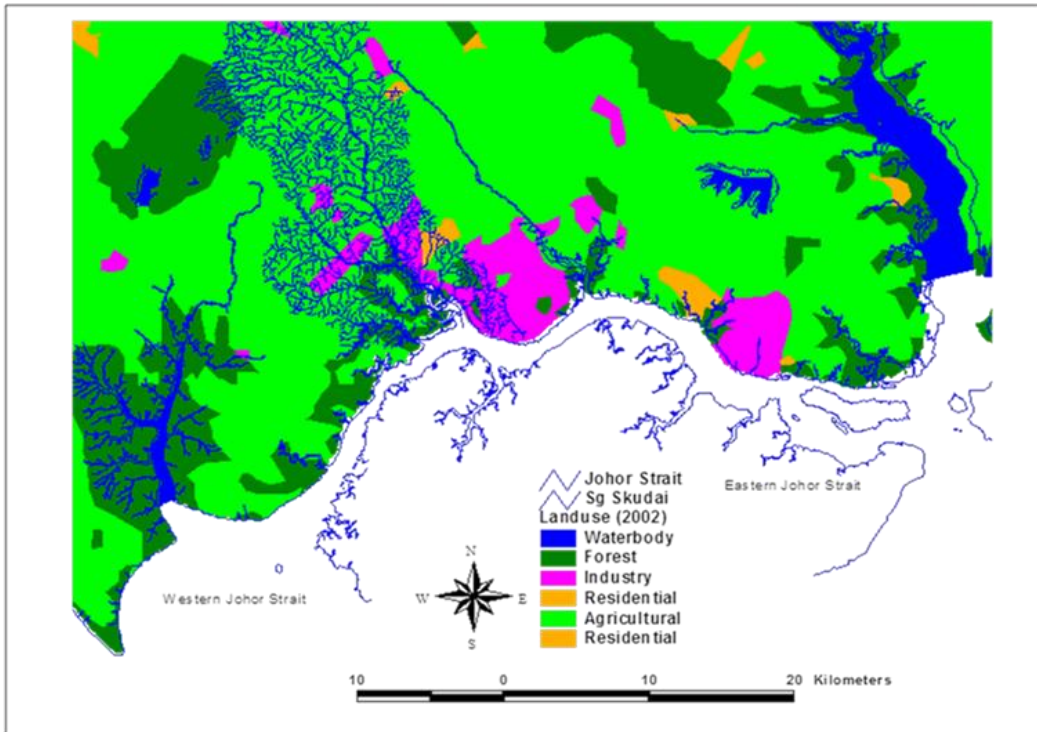 Johor Strait
Sg Skudai
Eastern Johor Strait
Landuse (2002)
Waterbody
Forest
Industry
Residential
Agricultural
Residential
Western Johor Strait
N
W E
S
10 0 10 20 Kilometers